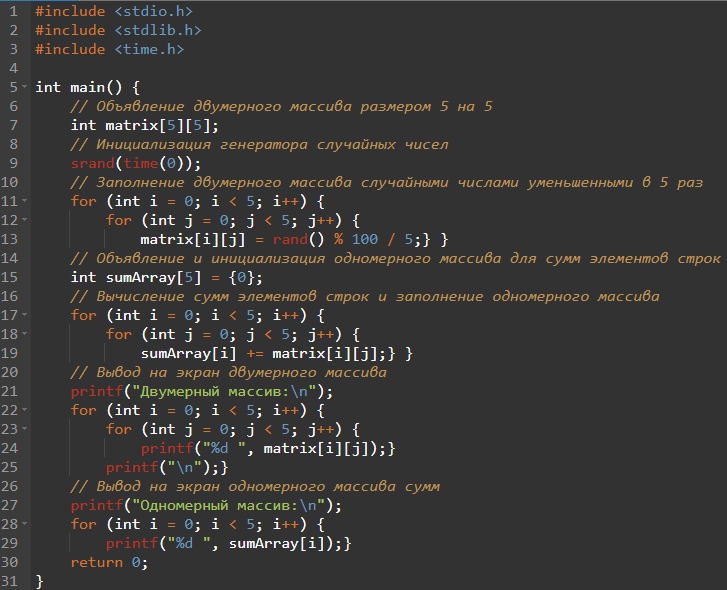 1 #include <stdio.h>
2 #include <stdlib.h>
3 #include <time.h>
4
5 int main() {
6     // Объявление двумерного массива размером 5 на 5
7     int matrix[5][5];
8     // Инициализация генератора случайных чисел
9     srand(time(0));
10     // Заполнение двумерного массива случайными числами уменьшенными в 5 раз
11     for (int i = 0; i < 5; i++) {
12         for (int j = 0; j < 5; j++) {
13             matrix[i][j] = rand() % 100 / 5;} }
14     // Объявление и инициализация одномерного массива для сумм элементов строк
15     int sumArray[5] = {0};
16     // Вычисление сумм элементов строк и заполнение одномерного массива
17     for (int i = 0; i < 5; i++) {
18         for (int j = 0; j < 5; j++) {
19             sumArray[i] += matrix[i][j];} }
20     // Вывод на экран двумерного массива
21     printf("Двумерный массив:\n");
22     for (int i = 0; i < 5; i++) {
23         for (int j = 0; j < 5; j++) {
24             printf("%d ", matrix[i][j]);}
25         printf("\n");}
26     // Вывод на экран одномерного массива сумм
27     printf("Одномерный массив:\n");
28     for (int i = 0; i < 5; i++) {
29         printf("%d ", sumArray[i]);}
30     return 0;
31 }